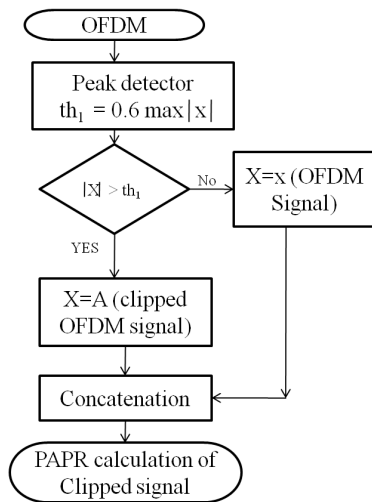 OFDM
Peak detector
th₁ = 0.6 max|x|
|X| > th₁
No
X=x (OFDM
Signal)
YES
X=A (clipped
OFDM signal)
Concatenation
PAPR calculation of
Clipped signal